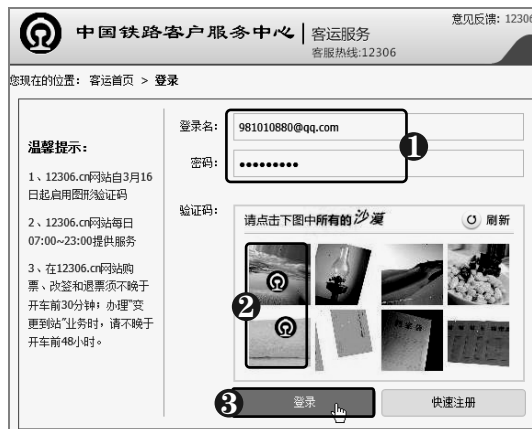 意见反馈: 12306
中国铁路客户服务中心
客运服务
客服热线:12306
您现在的位置: 客运首页 > 登录
温馨提示:
1、12306.cn网站自3月16
日起启用图形验证码
2、12306.cn网站每日
07:00~23:00提供服务
3、在12306.cn网站购
票、改签和退票须不晚于
开车前30分钟；办理"变
更到站"业务时，请不晚于
开车前48小时。
登录名:
981010880@qq.com
1
密码:
•••••••••
验证码:
请点击下图中所有的沙漠
刷新
2
3
登录
快速注册